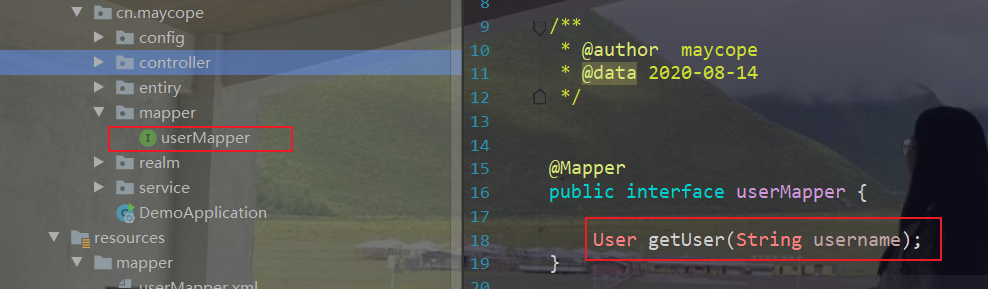 cn.maycope
config
controller
entiry
mapper
I userMapper
realm
service
DemoApplication
resources
mapper
userMapper.xml
8
9 /**
10 * @author maycope
11 * @data 2020-08-14
12 */
13
14
15 @Mapper
16 public interface userMapper {
17
18 User getUser(String username);
19 }
20